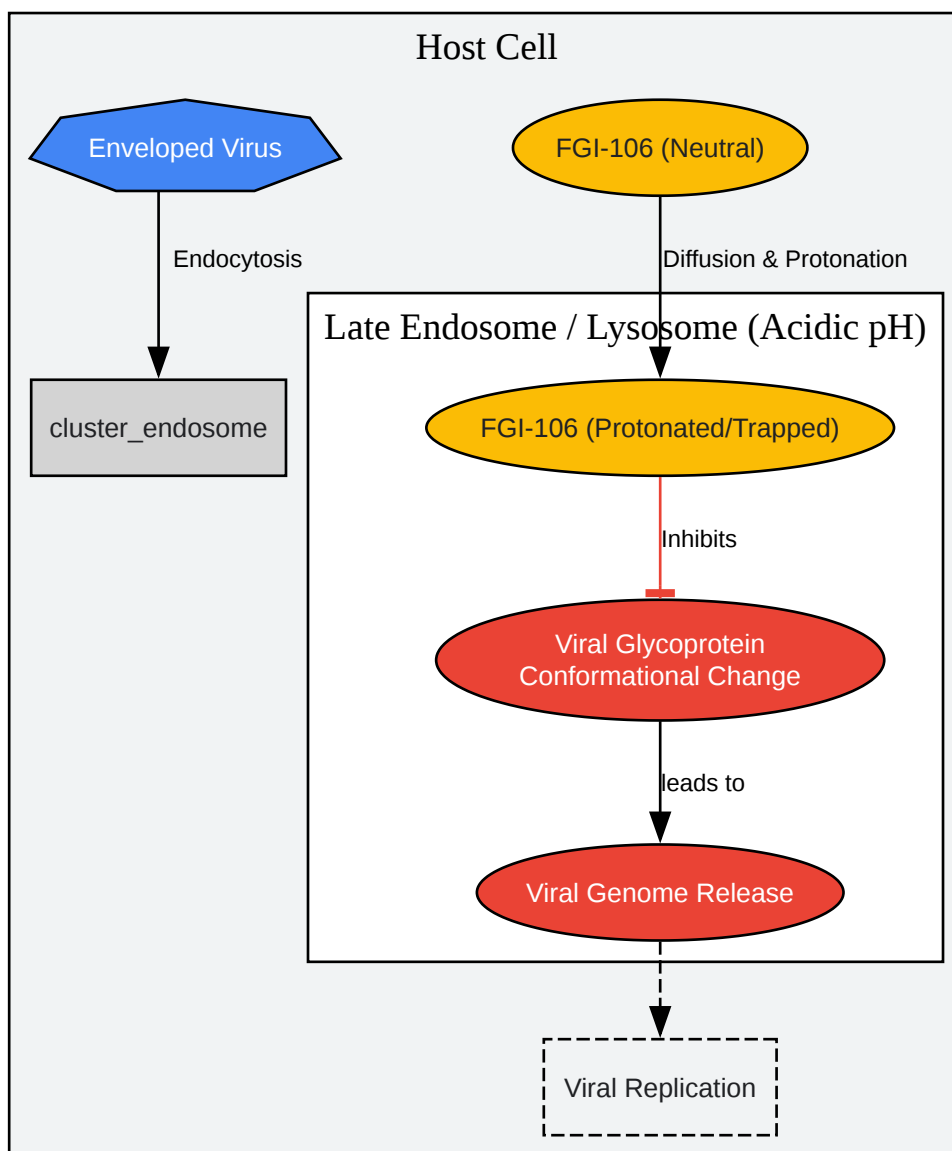 Host Cell
Enveloped Virus
FGI-106 (Neutral)
Endocytosis
Diffusion & Protonation
Late Endosome / Lysosome (Acidic pH)
cluster_endosome
FGI-106 (Protonated/Trapped)
Inhibits
Viral Glycoprotein
Conformational Change
leads to
Viral Genome Release
Viral Replication